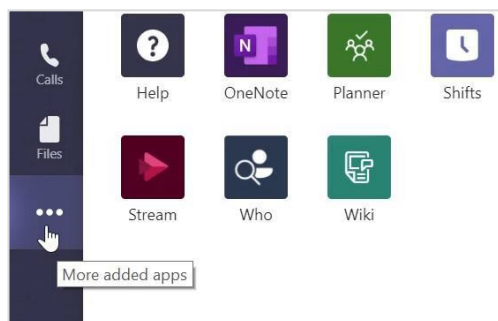 Calls
Files
More added apps
?
Help
N
OneNote
Planner
Shifts
Stream
Who
Wiki